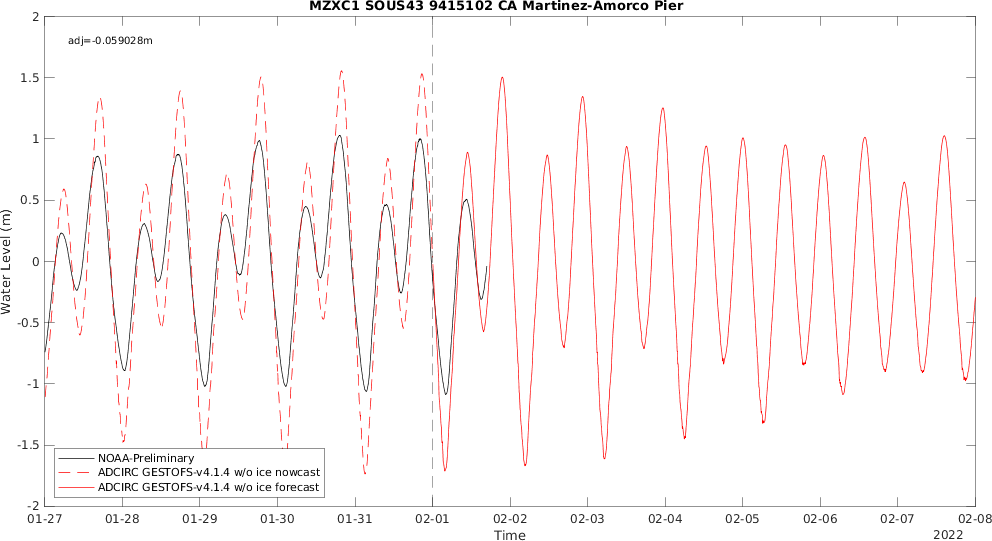 MZXC1 SOUS43 9415102 CA Martinez-Amorco Pier
adj=-0.059028m
2
1.5
1
0.5
0
-0.5
-1
-1.5
-2
Water Level (m)
NOAA-Preliminary
ADCIRC GESTOFS-v4.1.4 w/o ice nowcast
ADCIRC GESTOFS-v4.1.4 w/o ice forecast
01-27 01-28 01-29 01-30 01-31 02-01 02-02 02-03 02-04 02-05 02-06 02-07 02-08
Time
2022